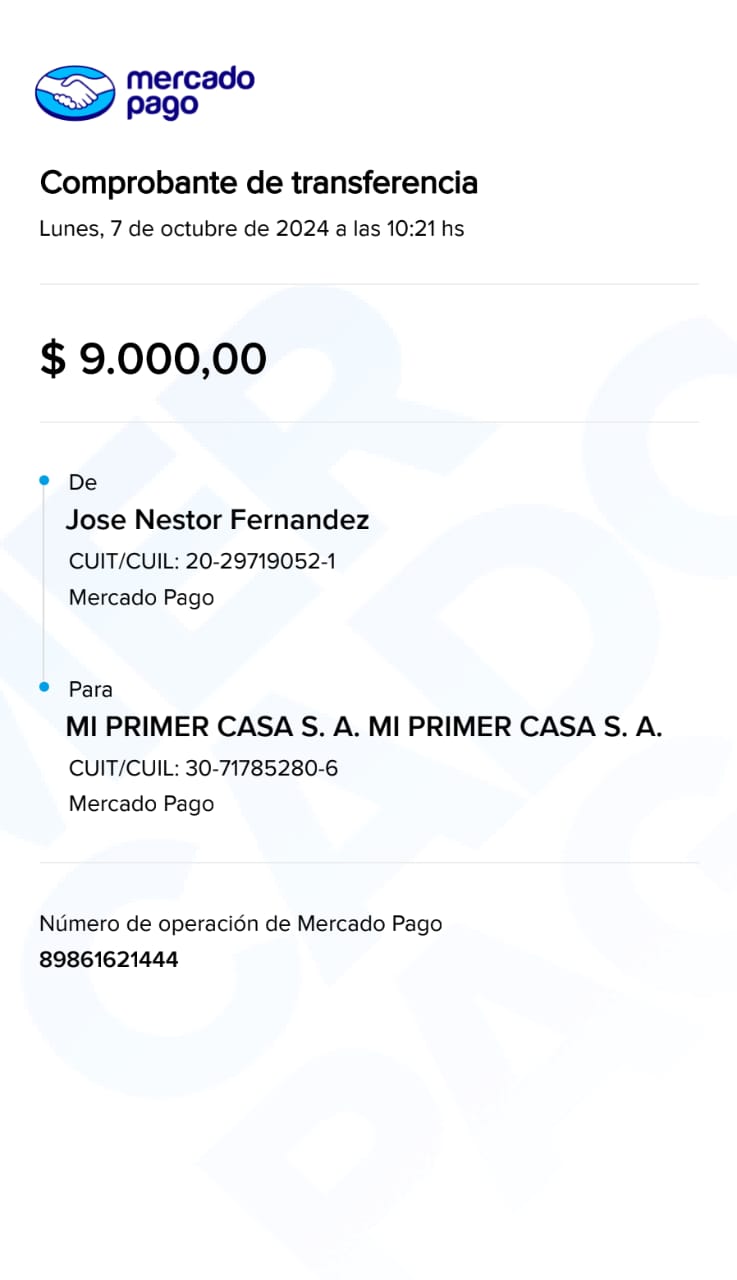 mercado
pago
Comprobante de transferencia
Lunes, 7 de octubre de 2024 a las 10:21 hs
$ 9.000,00
De
Jose Nestor Fernandez
CUIT/CUIL: 20-29719052-1
Mercado Pago
Para
MI PRIMER CASA S. A. MI PRIMER CASA S. A.
CUIT/CUIL: 30-71785280-6
Mercado Pago
Número de operación de Mercado Pago
89861621444